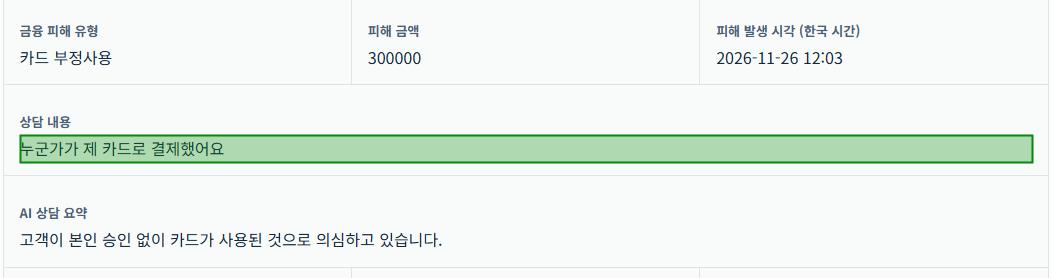 금융 피해 유형
피해 금액
피해 발생 시각 (한국 시간)
카드 부정사용
300000
2026-11-26 12:03
상담 내용
누군가가 제 카드로 결제했어요
AI 상담 요약
고객이 본인 승인 없이 카드가 사용된 것으로 의심하고 있습니다.